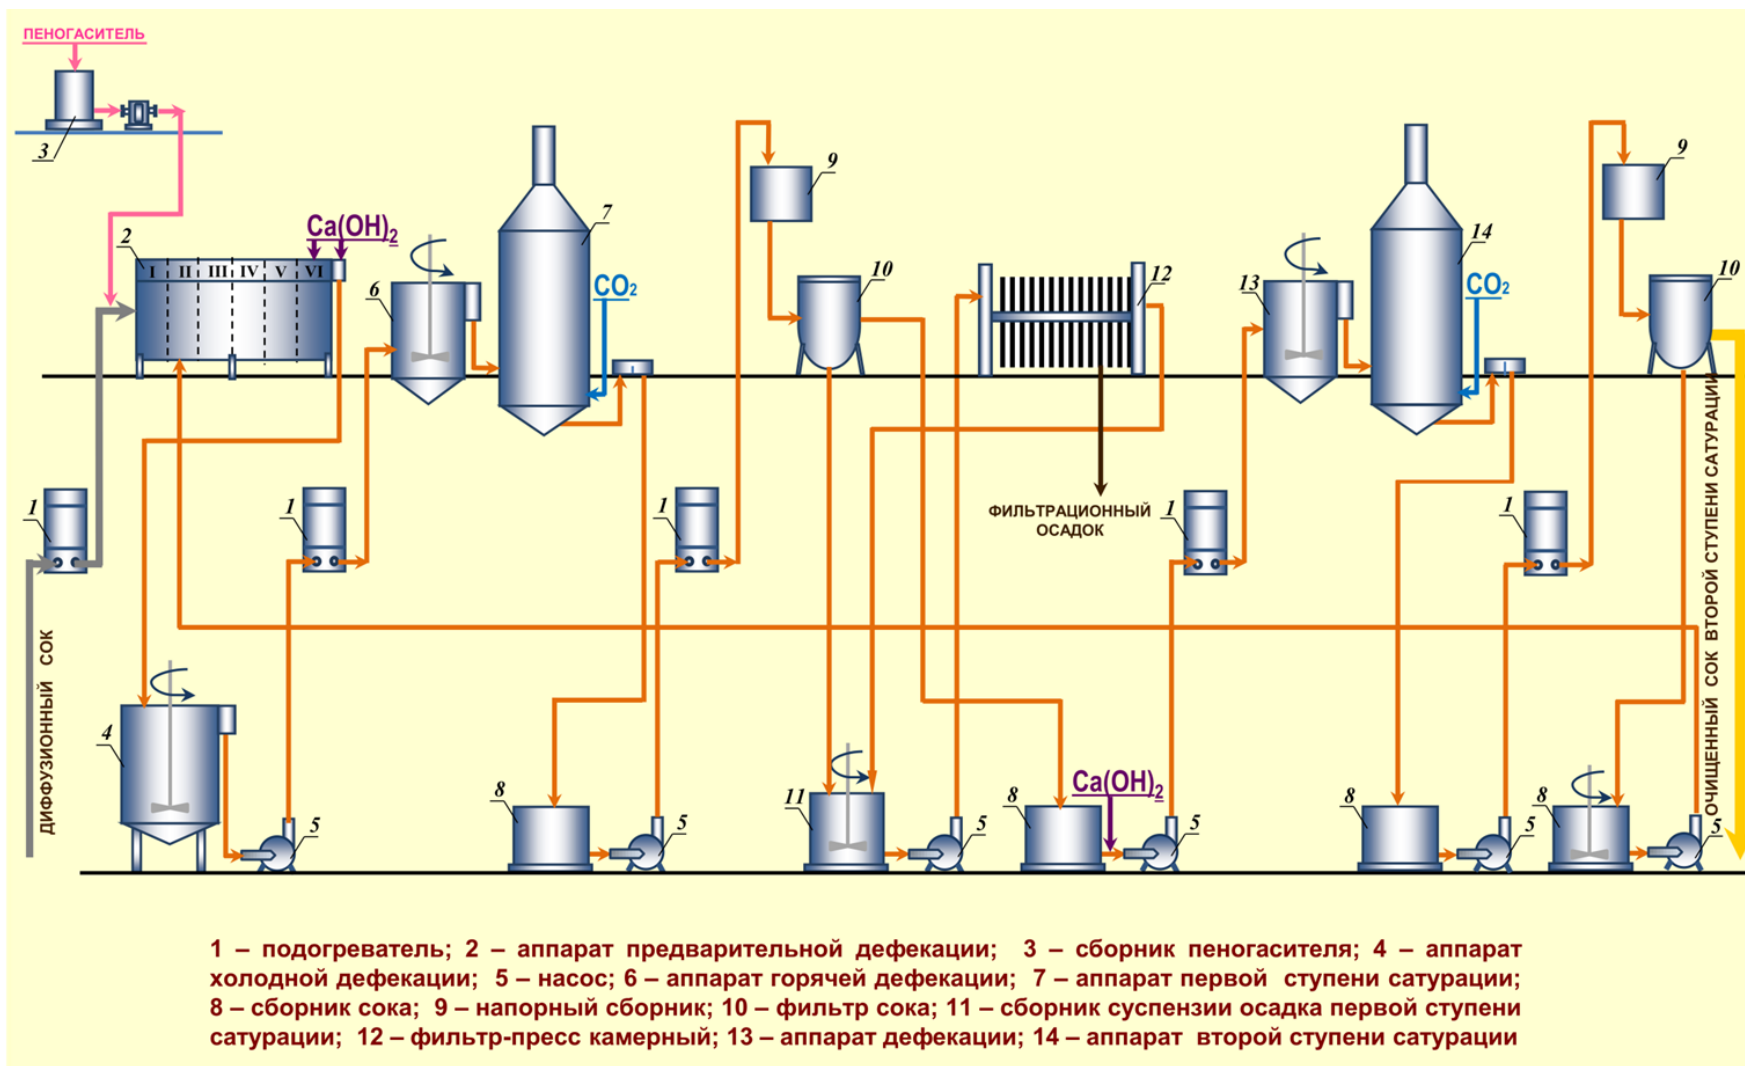 ПЕНОГАСИТЕЛЬ
3
2
Ca(OH)2
I II III IV V VI
6
7
CO2
9
10
12
13
14
CO2
9
10
1
1
1
ФИЛЬТРАЦИОННЫЙ
ОСАДОК
1
1
ДИФФУЗИОННЫЙ СОК
ОЧИЩЕННЫЙ СОК ВТОРОЙ СТУПЕНИ САТУРАЦИИ
4
5
8
5
11
5
8
Ca(OH)2
5
8
5
8
5
1 – подогреватель; 2 – аппарат предварительной дефекации; 3 – сборник пеногасителя; 4 – аппарат
холодной дефекации; 5 – насос; 6 – аппарат горячей дефекации; 7 – аппарат первой ступени сатурации;
8 – сборник сока; 9 – напорный сборник; 10 – фильтр сока; 11 – сборник суспензии осадка первой ступени
сатурации; 12 – фильтр-пресс камерный; 13 – аппарат дефекации; 14 – аппарат второй ступени сатурации